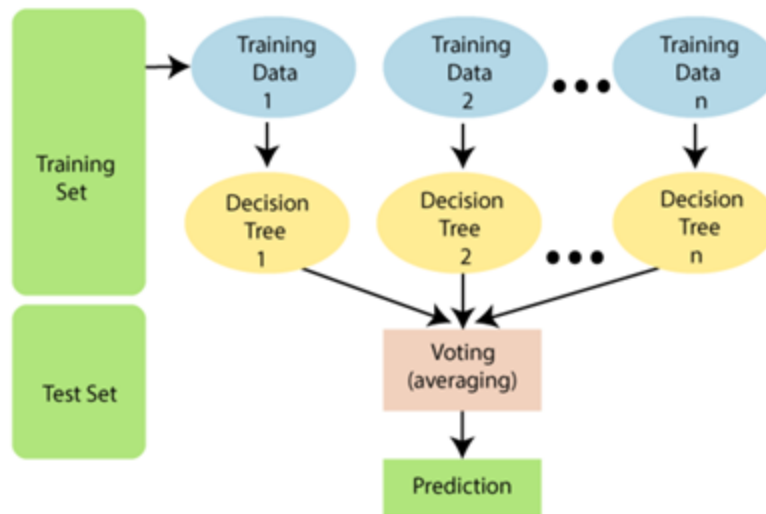 Training
Set
Test Set
Training
Data
1
Training
Data
2
Training
Data
n
Decision
Tree
1
Decision
Tree
2
Decision
Tree
n
Voting
(averaging)
Prediction